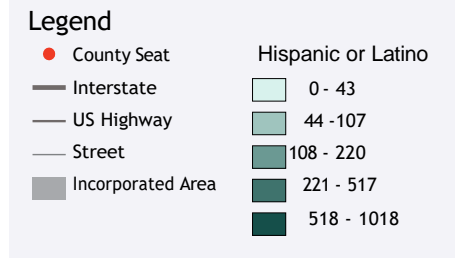 Legend
County Seat
Interstate
US Highway
Street
Incorporated Area
Hispanic or Latino
0 - 43
44 -107
108 - 220
221 - 517
518 - 1018